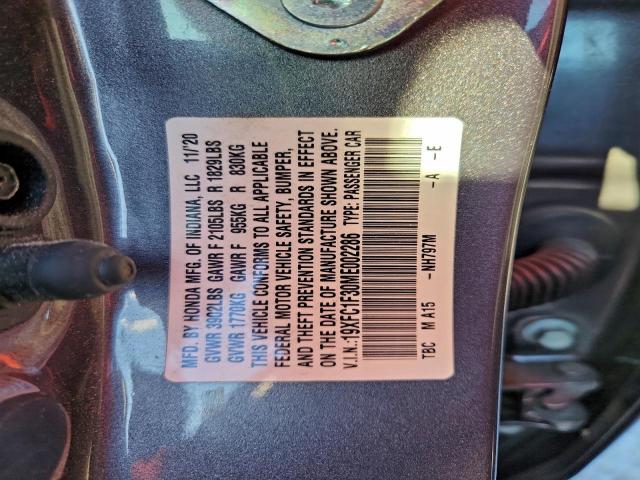 MFD. BY HONDA MFG. OF INDIANA, LLC 11/20
GVWR 3902LBS GAWR F 2105LBS R 1829LBS
GVWR 1770KG GAWR F 955KG R 830KG
THIS VEHICLE CONFORMS TO ALL APPLICABLE
FEDERAL MOTOR VEHICLE SAFETY, BUMPER,
AND THEFT PREVENTION STANDARDS IN EFFECT
ON THE DATE OF MANUFACTURE SHOWN ABOVE.
V.I.N.:19XFC1F30ME002286 TYPE: PASSENGER CAR
TBC M A15 -NH797M -A -E